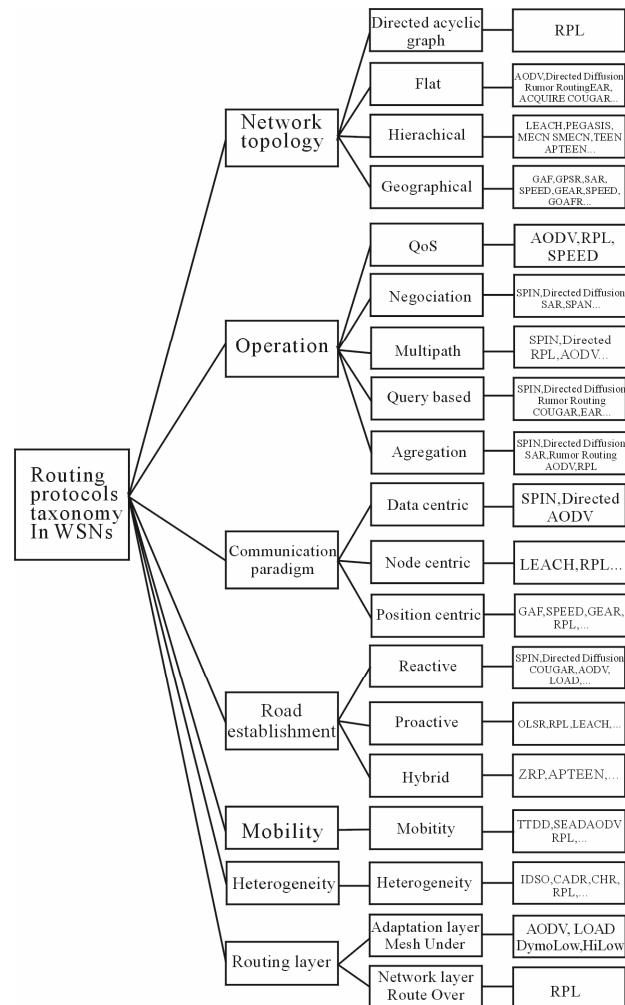 Routing
protocols
taxonomy
In WSNs
Network
topology
Directed acyclic
graph
RPL
Flat
AODV,Directed Diffusion
Rumor RoutingEAR,
ACQUIRE COUGAR...
Hierachical
LEACH,PEGASIS,
MECN SMECN,TEEN
APTEEN...
Geographical
GAF,GPSR,SAR,
SPEED,GEAR,SPEED,
GOAFR...
Operation
QoS
AODV,RPL,
SPEED
Negociation
SPIN,Directed Diffusion
SAR,SPAN...
Multipath
SPIN,Directed
RPL,AODV...
Query based
SPIN,Directed Diffusion
Rumor Routing
COUGAR,EAR...
Agregation
SPIN,Directed Diffusion
SAR,Rumor Routing
AODV,RPL
Communication
paradigm
Data centric
SPIN,Directed
AODV
Node centric
LEACH,RPL...
Position centric
GAF,SPEED,GEAR,
RPL,...
Road
establishment
Reactive
SPIN,Directed Diffusion
COUGAR,AODV,
LOAD,...
Proactive
OLSR,RPL,LEACH,...
Hybrid
ZRP,APTEEN,...
Mobility
Mobitity
TTDD,SEADAODV
RPL,...
Heterogeneity
Heterogeneity
IDSO,CADR,CHR,
RPL,...
Routing layer
Adaptation layer
Mesh Under
AODV, LOAD
DymoLow,HiLow
Network layer
Route Over
RPL